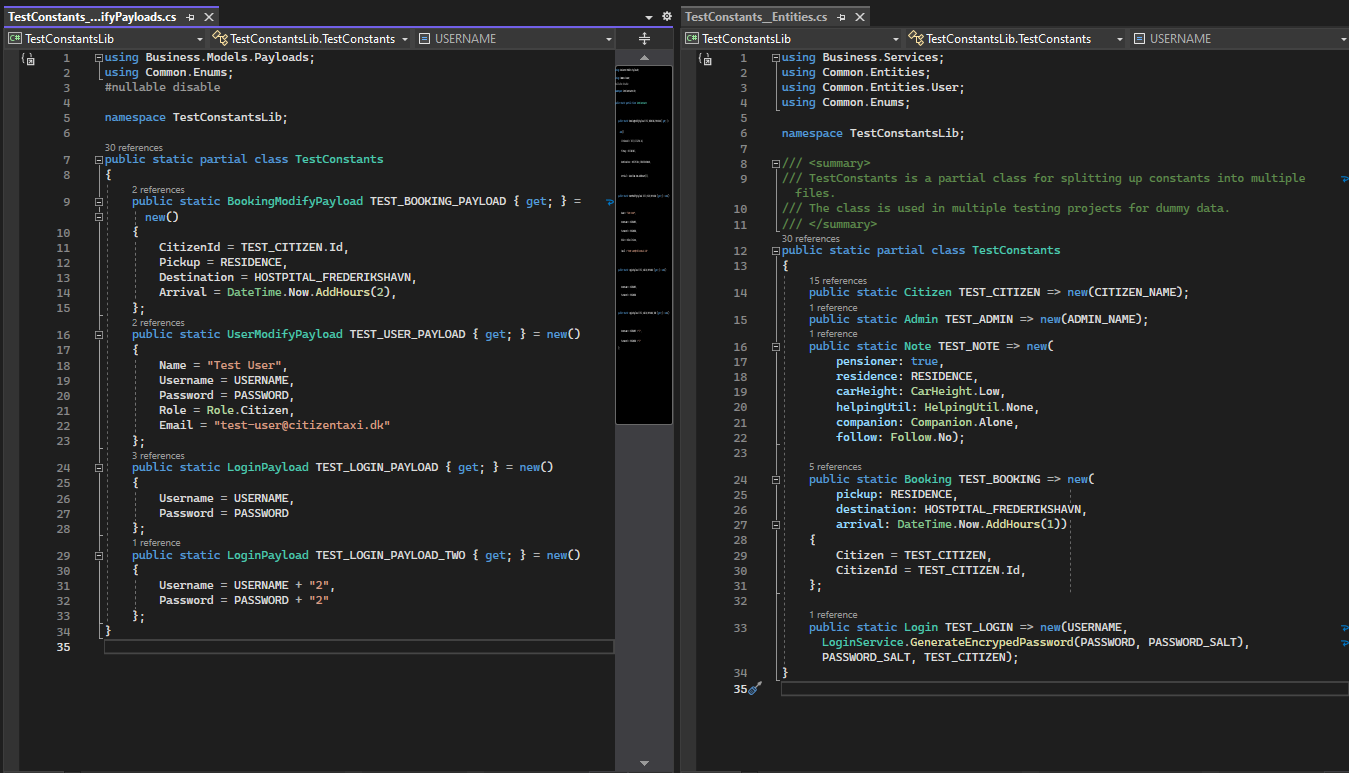 TestConstants_...ifyPayloads.cs
TestConstantsLib
TestConstantsLib.TestConstants
USERNAME
1 using Business.Models.Payloads;
2 using Common.Enums;
3 #nullable disable
4
5 namespace TestConstantsLib;
6
30 references
7 public static partial class TestConstants
8 {
2 references
9 public static BookingModifyPayload TEST_BOOKING_PAYLOAD { get; } =
new()
10 {
11 CitizenId = TEST_CITIZEN.Id,
12 Pickup = RESIDENCE,
13 Destination = HOSTPITAL_FREDERIKSHAVN,
14 Arrival = DateTime.Now.AddHours(2),
15 };
2 references
16 public static UserModifyPayload TEST_USER_PAYLOAD { get; } = new()
17 {
18 Name = "Test User",
19 Username = USERNAME,
20 Password = PASSWORD,
21 Role = Role.Citizen,
22 Email = "test-user@citizentaxi.dk"
23 };
3 references
24 public static LoginPayload TEST_LOGIN_PAYLOAD { get; } = new()
25 {
26 Username = USERNAME,
27 Password = PASSWORD
28 };
1 reference
29 public static LoginPayload TEST_LOGIN_PAYLOAD_TWO { get; } = new()
30 {
31 Username = USERNAME + "2",
32 Password = PASSWORD + "2"
33 };
34 }
35
TestConstants__Entities.cs
TestConstantsLib
TestConstantsLib.TestConstants
USERNAME
1 using Business.Services;
2 using Common.Entities;
3 using Common.Entities.User;
4 using Common.Enums;
5
6 namespace TestConstantsLib;
7
8 /// <summary>
9 /// TestConstants is a partial class for splitting up constants into multiple
files.
10 /// The class is used in multiple testing projects for dummy data.
11 /// </summary>
30 references
12 public static partial class TestConstants
13 {
15 references
14 public static Citizen TEST_CITIZEN => new(CITIZEN_NAME);
1 reference
15 public static Admin TEST_ADMIN => new(ADMIN_NAME);
1 reference
16 public static Note TEST_NOTE => new(
17 pensioner: true,
18 residence: RESIDENCE,
19 carHeight: CarHeight.Low,
20 helpingUtil: HelpingUtil.None,
21 companion: Companion.Alone,
22 follow: Follow.No);
23
5 references
24 public static Booking TEST_BOOKING => new(
25 pickup: RESIDENCE,
26 destination: HOSTPITAL_FREDERIKSHAVN,
27 arrival: DateTime.Now.AddHours(1))
28 {
29 Citizen = TEST_CITIZEN,
30 CitizenId = TEST_CITIZEN.Id,
31 };
32
1 reference
33 public static Login TEST_LOGIN => new(USERNAME,
LoginService.GenerateEncrypedPassword(PASSWORD, PASSWORD_SALT),
PASSWORD_SALT, TEST_CITIZEN);
34 }
35